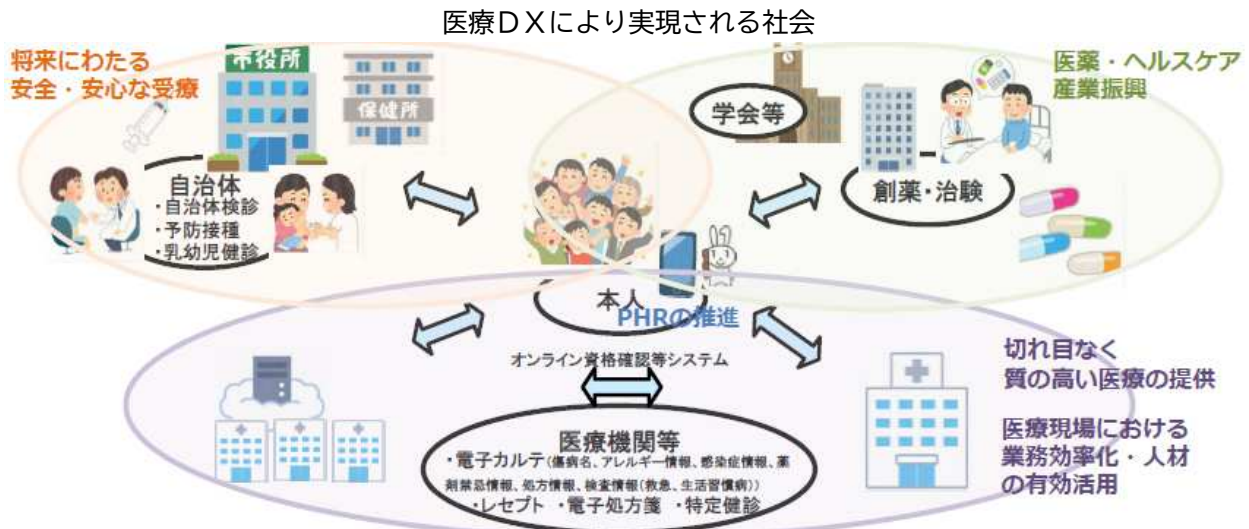 医療DXにより実現される社会
将来にわたる
安全・安心な受療
市役所
保健所
自治体
・自治体検診
・予防接種
・乳幼児健診
学会等
創薬・治験
医薬・ヘルスケア
産業振興
本人
PHRの推進
オンライン資格確認等システム
医療機関等
・電子カルテ(傷病名、アレルギー情報、感染症情報、薬
剤禁忌情報、処方情報、検査情報(救急、生活習慣病))
・レセプト ・電子処方箋 ・特定健診
切れ目なく
質の高い医療の提供
医療現場における
業務効率化・人材
の有効活用